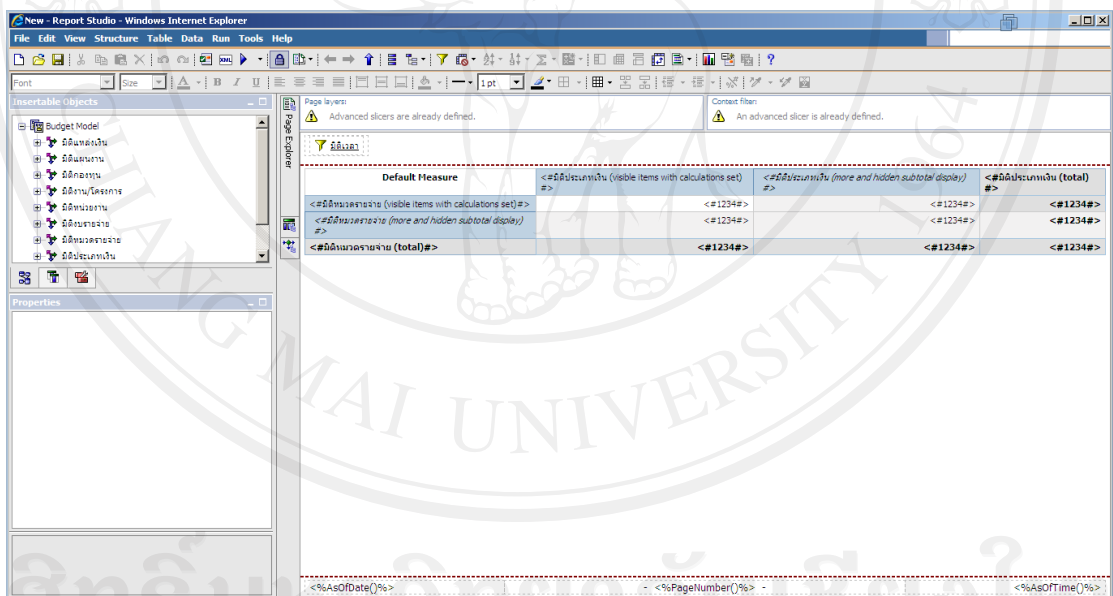 New - Report Studio - Windows Internet Explorer
File Edit View Structure Table Data Run Tools Help
Font Size 1 pt
Insertable Objects
Budget Model
มิติแหล่งเงิน
มิติแผนงาน
มิติกองทุน
มิติงาน/โครงการ
มิติหน่วยงาน
มิติงบรายจ่าย
มิติหมวดรายจ่าย
มิติประเภทเงิน
Properties
Page Explorer
Page layers:
Advanced slicers are already defined.
Context filter:
An advanced slicer is already defined.
มิติเวลา
Default Measure <#มิติประเภทเงิน (visible items with calculations set) #> <#มิติประเภทเงิน (more and hidden subtotal display) #> <#มิติประเภทเงิน (total) #>
<#มิติหมวดรายจ่าย (visible items with calculations set)#> <#1234#> <#1234#> <#1234#>
<#มิติหมวดรายจ่าย (more and hidden subtotal display) #> <#1234#> <#1234#> <#1234#>
<#มิติหมวดรายจ่าย (total)#> <#1234#> <#1234#> <#1234#>
<%AsOfDate()%> - <%PageNumber()%> - <%AsOfTime()%>
CHIANG MAI UNIVERSITY 1964